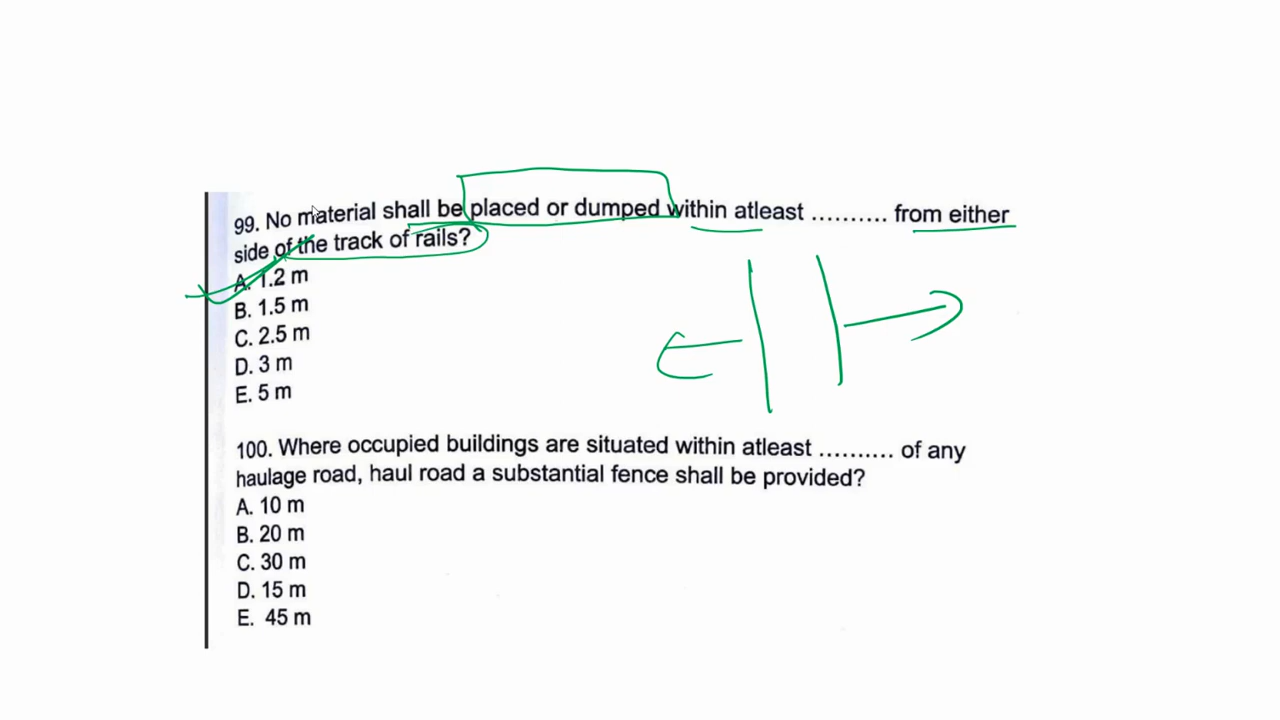 99. No material shall be placed or dumped within atleast .......... from either
side of the track of rails?
A. 1.2 m
B. 1.5 m
C. 2.5 m
D. 3 m
E. 5 m
100. Where occupied buildings are situated within atleast .......... of any
haulage road, haul road a substantial fence shall be provided?
A. 10 m
B. 20 m
C. 30 m
D. 15 m
E. 45 m